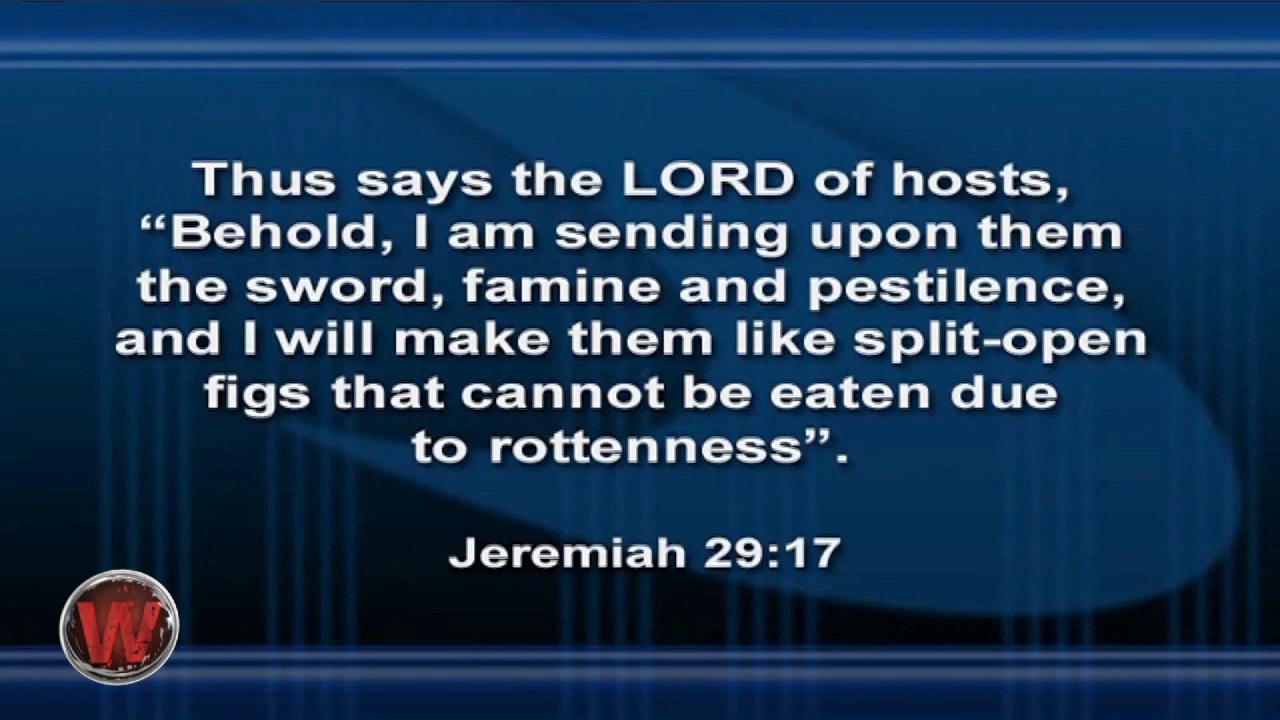 Thus says the LORD of hosts,
“Behold, I am sending upon them
the sword, famine and pestilence,
and I will make them like split-open
figs that cannot be eaten due
to rottenness”.
Jeremiah 29:17
W